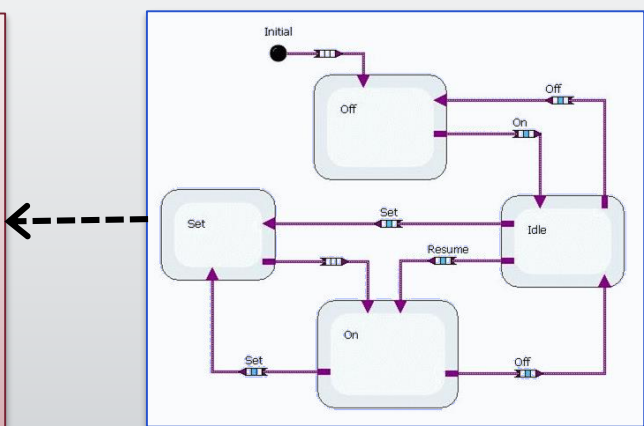 Initial
Off
Off
On
Set
Set
Idle
Resume
On
Set
Off